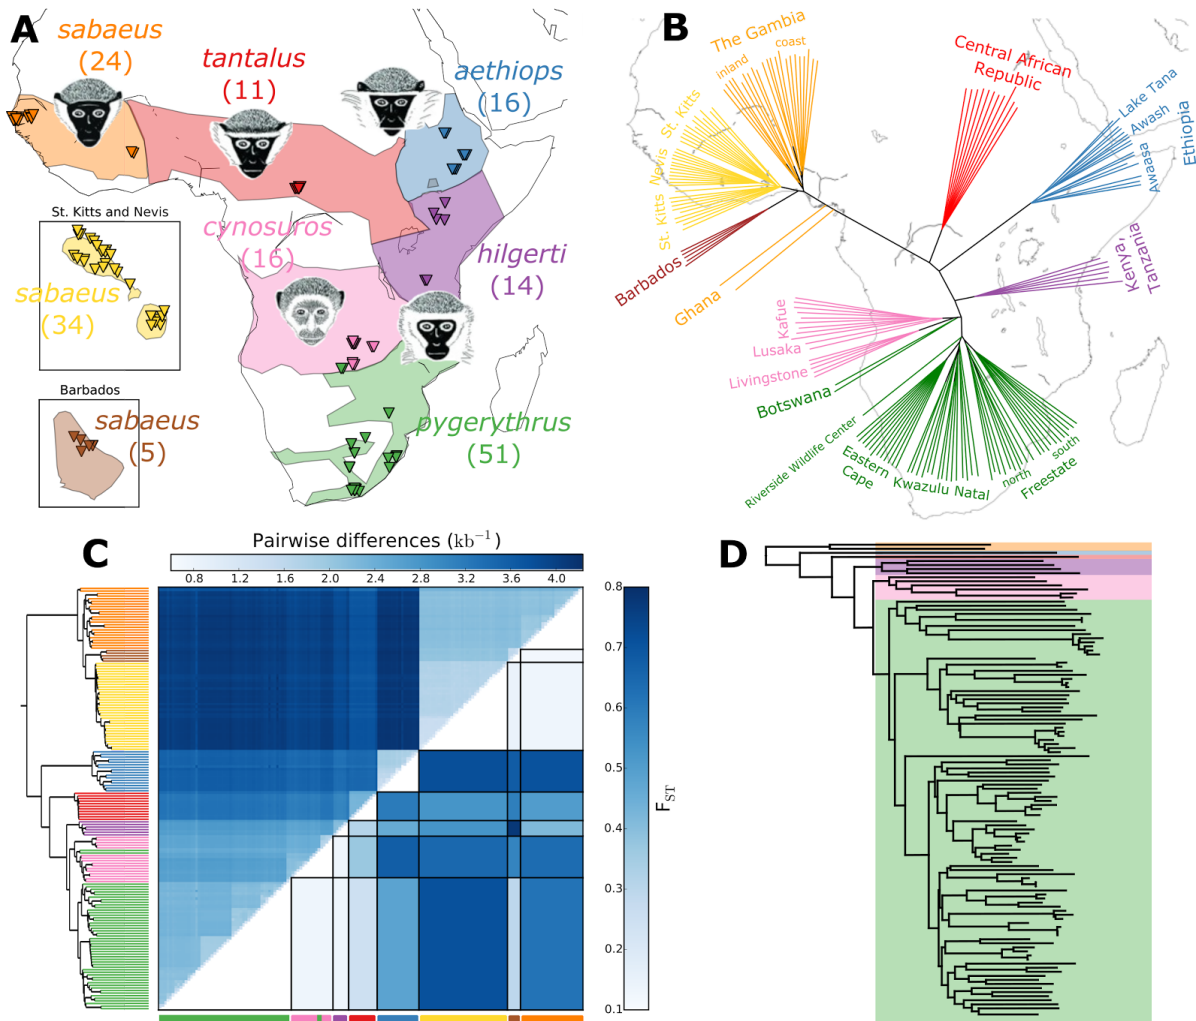 A
sabaeus
(24)
tantalus
(11)
aethiops
(16)
St. Kitts and Nevis
cynosuros
(16)
sabaeus
(34)
hilgerti
(14)
Barbados
sabaeus
(5)
pygerythrus
(51)
B
The Gambia
coast
inland
St. Kitts
Nevis
St. Kitts
Barbados
Ghana
Central African
Republic
Lake Tana
Awash
Awasa
Ethiopia
Kenya,
Tanzania
Kafue
Lusaka
Livingstone
Botswana
Riverside Wildlife Center
Eastern
Cape
Kwazulu Natal
north
south
Freestate
C
Pairwise differences (kb⁻¹)
0.8 1.2 1.6 2.0 2.4 2.8 3.2 3.6 4.0
0.8
0.7
0.6
0.5
0.4
0.3
0.2
0.1
F_ST
D